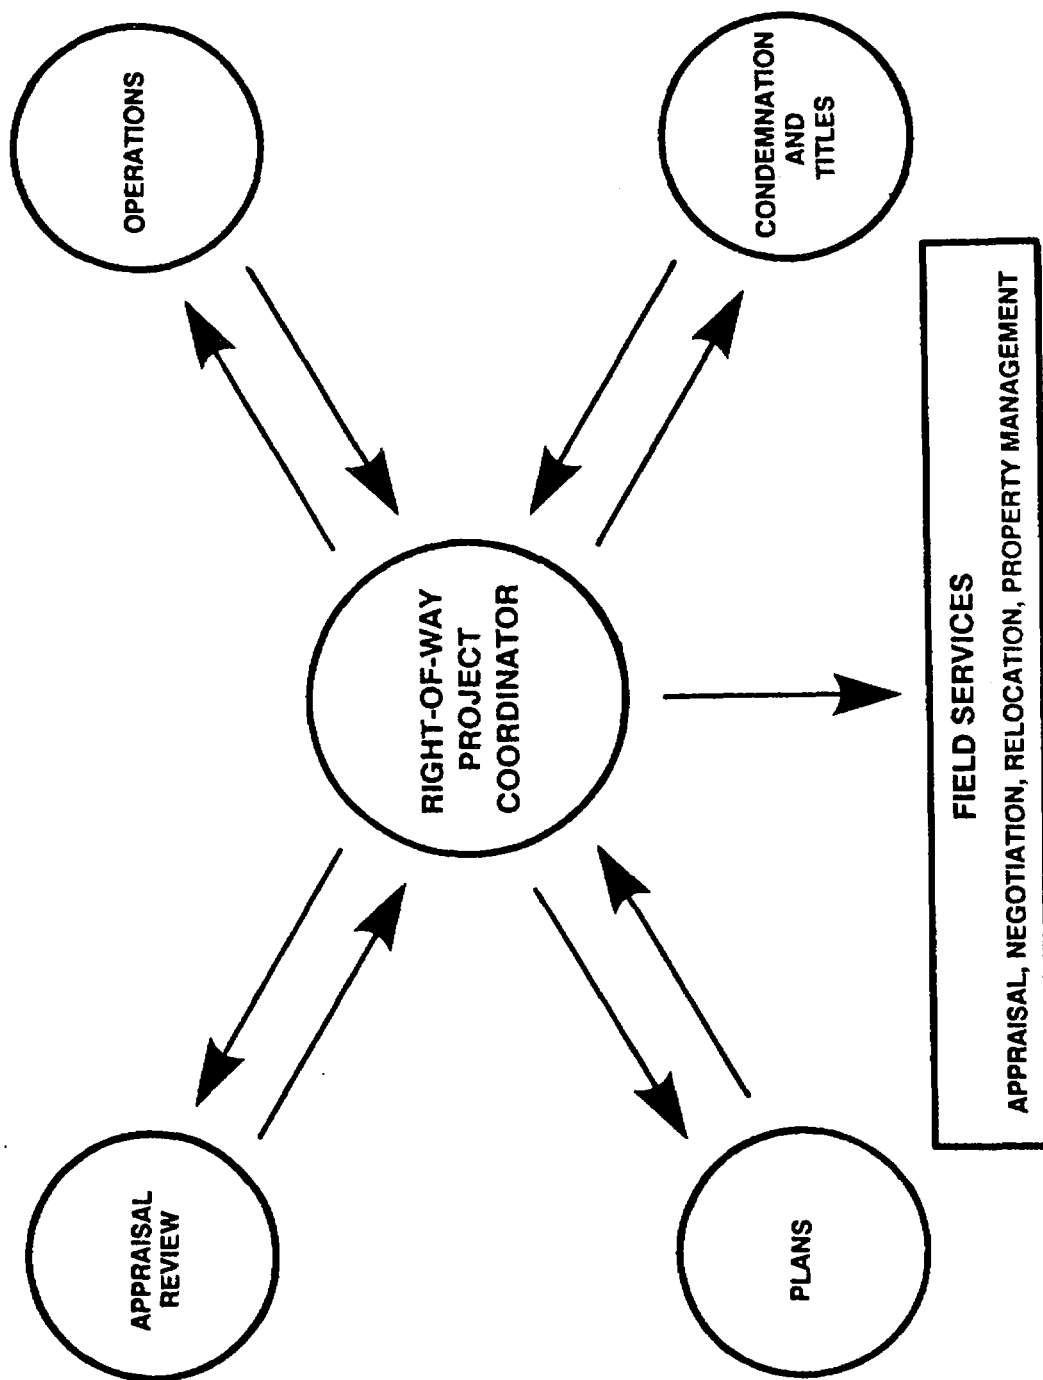 APPRAISAL
REVIEW
OPERATIONS
RIGHT-OF-WAY
PROJECT
COORDINATOR
PLANS
CONDEMNATION
AND
TITLES
FIELD SERVICES
APPRAISAL, NEGOTIATION, RELOCATION, PROPERTY MANAGEMENT